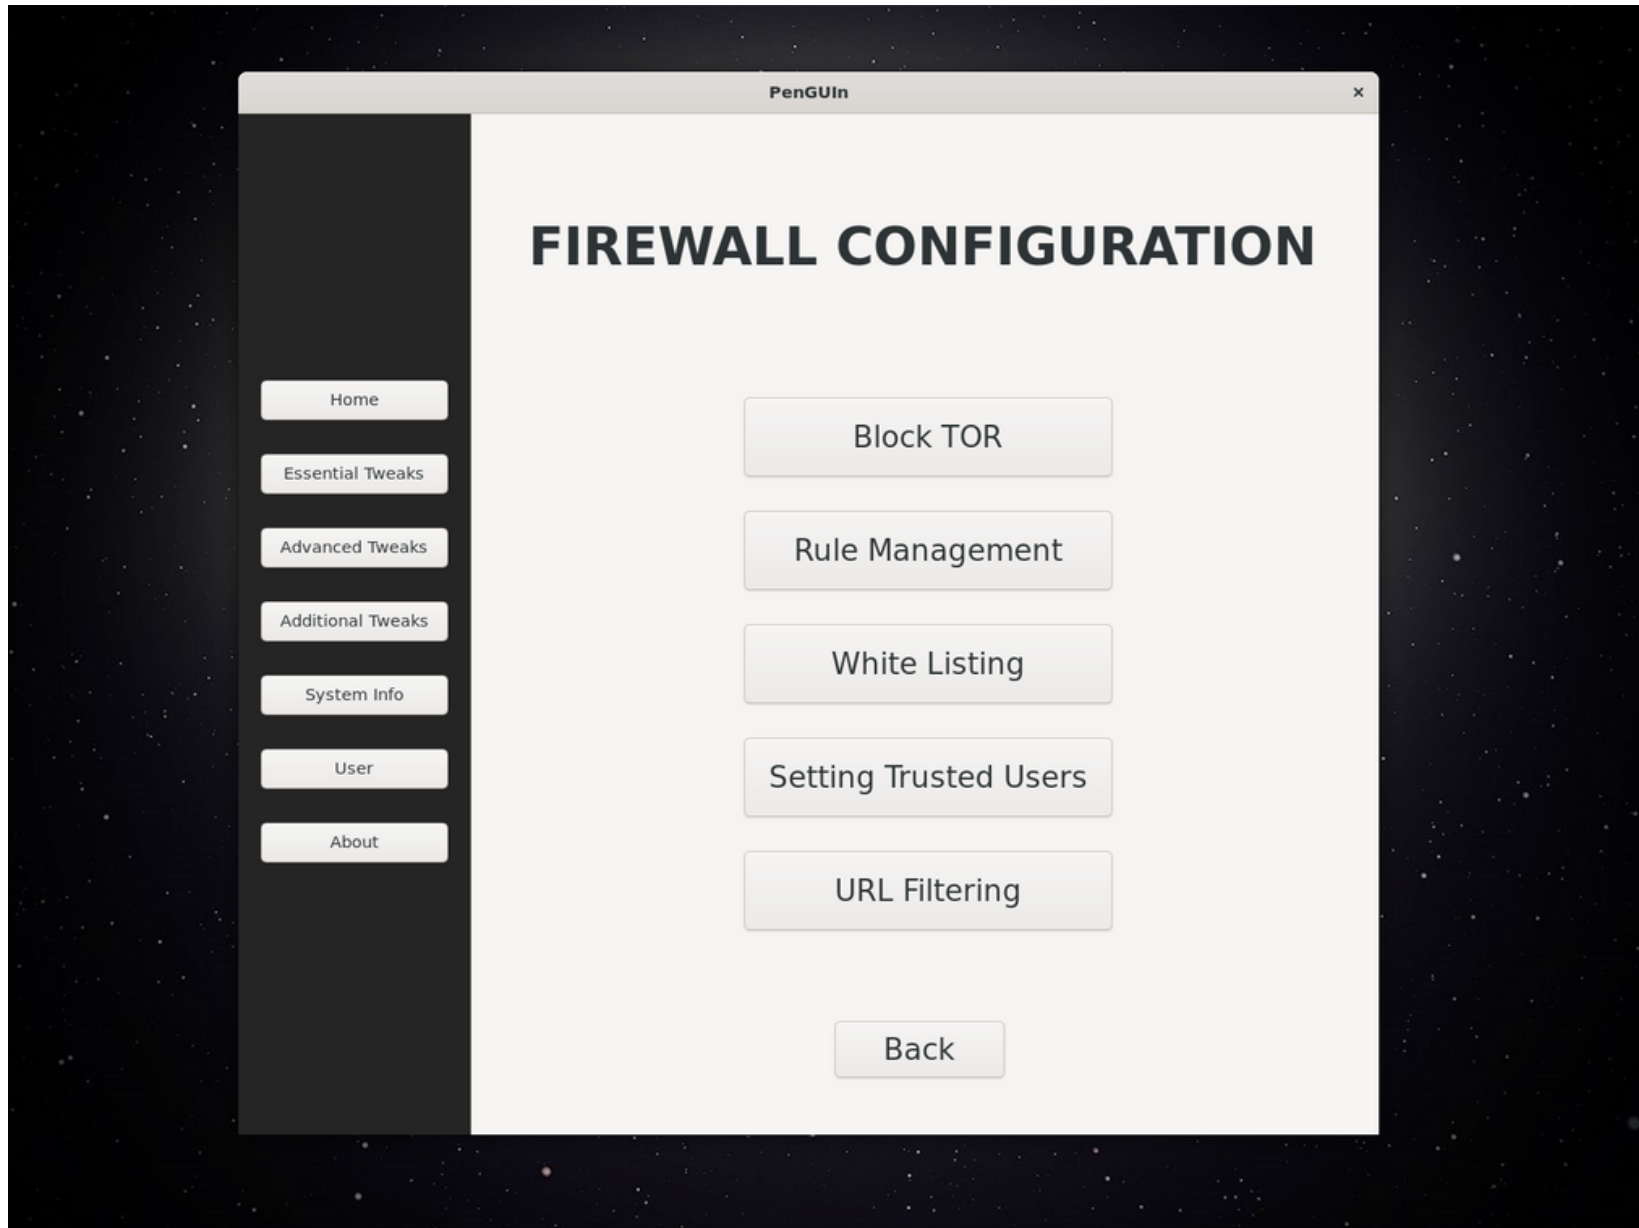 PenGUIn
×
Home
Essential Tweaks
Advanced Tweaks
Additional Tweaks
System Info
User
About
FIREWALL CONFIGURATION
Block TOR
Rule Management
White Listing
Setting Trusted Users
URL Filtering
Back